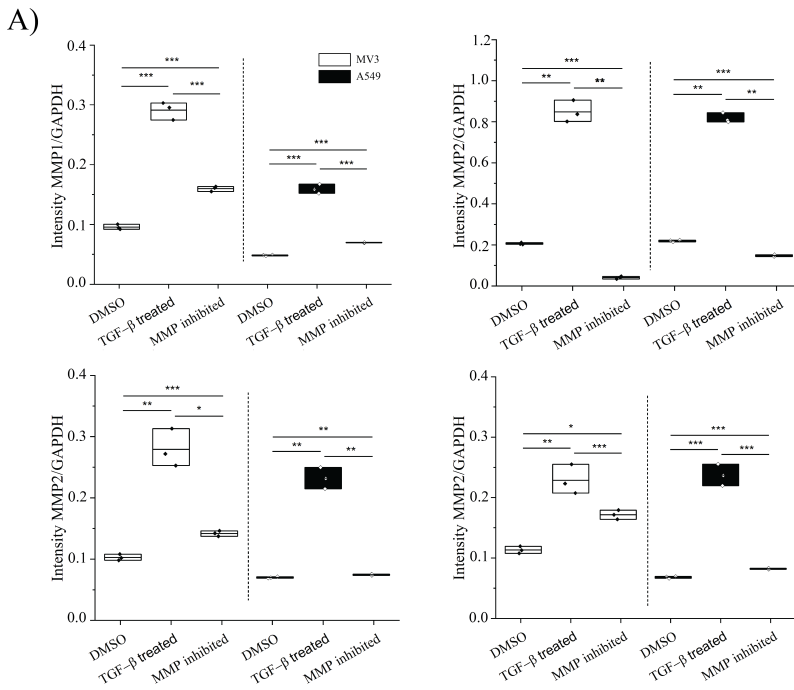 A)
Intensity MMP1/GAPDH
0.4
0.3
0.2
0.1
0.0
***
***
***
***
***
***
MV3
A549
DMSO
TGF–β treated
MMP inhibited
DMSO
TGF–β treated
MMP inhibited
Intensity MMP2/GAPDH
1.2
1.0
0.8
0.6
0.4
0.2
0.0
***
**
**
***
**
**
DMSO
TGF–β treated
MMP inhibited
DMSO
TGF–β treated
MMP inhibited
Intensity MMP2/GAPDH
0.4
0.3
0.2
0.1
0.0
***
**
*
**
**
**
DMSO
TGF–β treated
MMP inhibited
DMSO
TGF–β treated
MMP inhibited
Intensity MMP2/GAPDH
0.4
0.3
0.2
0.1
0.0
*
**
***
***
***
***
DMSO
TGF–β treated
MMP inhibited
DMSO
TGF–β treated
MMP inhibited